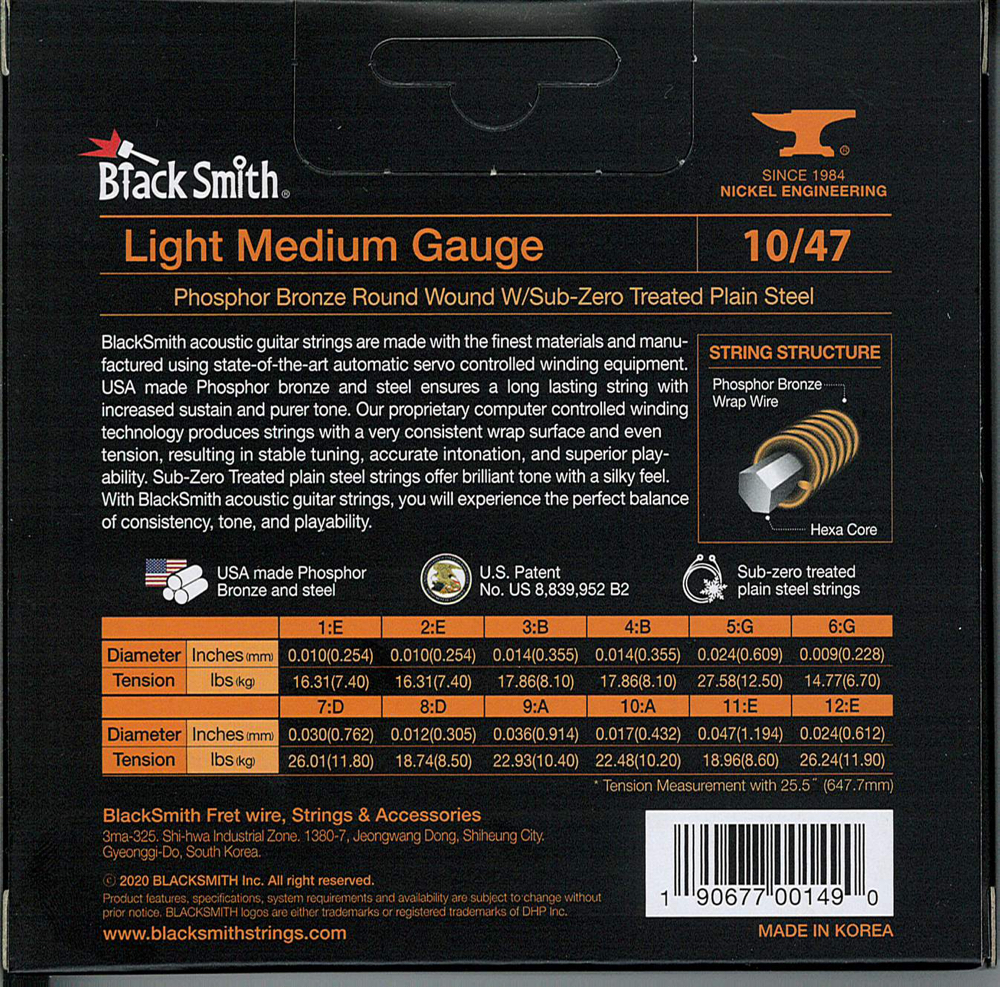 Black Smith®
®
SINCE 1984
NICKEL ENGINEERING
Light Medium Gauge
10/47
Phosphor Bronze Round Wound W/Sub-Zero Treated Plain Steel
BlackSmith acoustic guitar strings are made with the finest materials and manu-
factured using state-of-the-art automatic servo controlled winding equipment.
USA made Phosphor bronze and steel ensures a long lasting string with
increased sustain and purer tone. Our proprietary computer controlled winding
technology produces strings with a very consistent wrap surface and even
tension, resulting in stable tuning, accurate intonation, and superior play-
ability. Sub-Zero Treated plain steel strings offer brilliant tone with a silky feel.
With BlackSmith acoustic guitar strings, you will experience the perfect balance
of consistency, tone, and playability.
STRING STRUCTURE
Phosphor Bronze
Wrap Wire
Hexa Core
USA made Phosphor
Bronze and steel
U.S. Patent
No. US 8,839,952 B2
Sub-zero treated
plain steel strings
1:E 2:E 3:B 4:B 5:G 6:G
Diameter Inches (mm) 0.010(0.254) 0.010(0.254) 0.014(0.355) 0.014(0.355) 0.024(0.609) 0.009(0.228)
Tension lbs (kg) 16.31(7.40) 16.31(7.40) 17.86(8.10) 17.86(8.10) 27.58(12.50) 14.77(6.70)
7:D 8:D 9:A 10:A 11:E 12:E
Diameter Inches (mm) 0.030(0.762) 0.012(0.305) 0.036(0.914) 0.017(0.432) 0.047(1.194) 0.024(0.612)
Tension lbs (kg) 26.01(11.80) 18.74(8.50) 22.93(10.40) 22.48(10.20) 18.96(8.60) 26.24(11.90)
* Tension Measurement with 25.5˝ (647.7mm)
BlackSmith Fret wire, Strings & Accessories
3ma-325. Shi-hwa Industrial Zone. 1380-7, Jeongwang Dong, Shiheung City.
Gyeonggi-Do, South Korea.
© 2020 BLACKSMITH Inc. All right reserved.
Product features, specifications, system requirements and availability are subject to change without
prior notice. BLACKSMITH logos are either trademarks or registered trademarks of DHP Inc.
www.blacksmithstrings.com
1 90677 00149 0
MADE IN KOREA